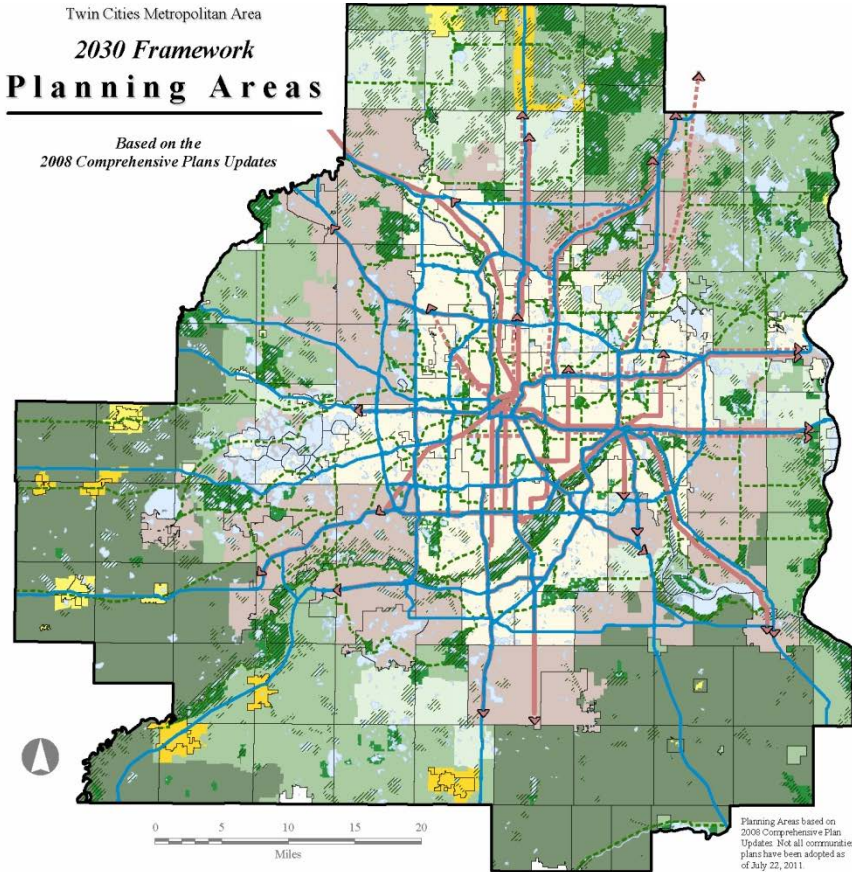 Twin Cities Metropolitan Area
2030 Framework
Planning Areas
Based on the
2008 Comprehensive Plans Updates
0 5 10 15 20
Miles
Planning Areas based on
2008 Comprehensive Plan
Updates. Not all communities
plans have been adopted as
of July 22, 2011.